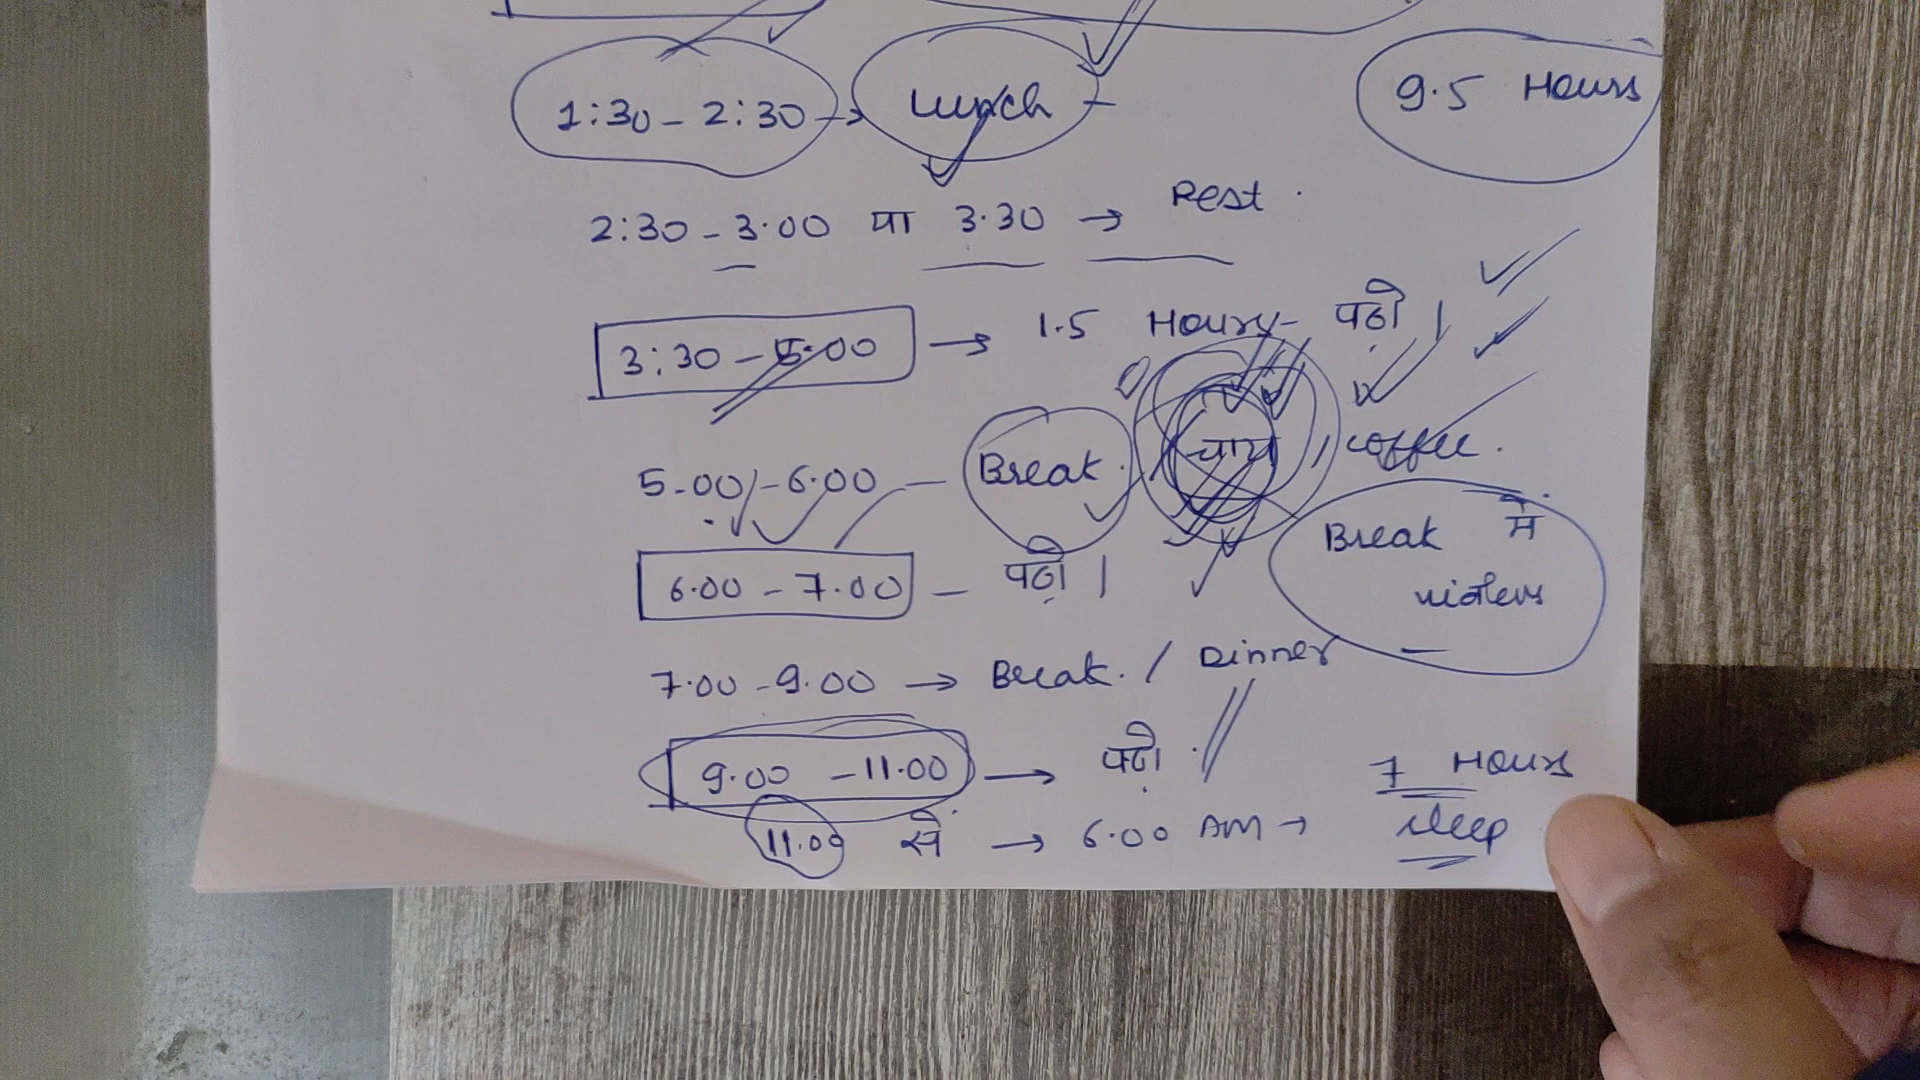 1:30 - 2:30 → Lunch -
9.5 Hours
2:30 - 3.00 या 3.30 → Rest.
3:30 - 5.00 → 1.5 Hours - पढो।
5.00 - 6.00 - Break. चाय / coffee.
Break में
6.00 - 7.00 - पढो।
7.00 - 9.00 → Break. / Dinner
9.00 - 11.00 → पढो।
7 Hours
11.00 से → 6.00 AM → sleep